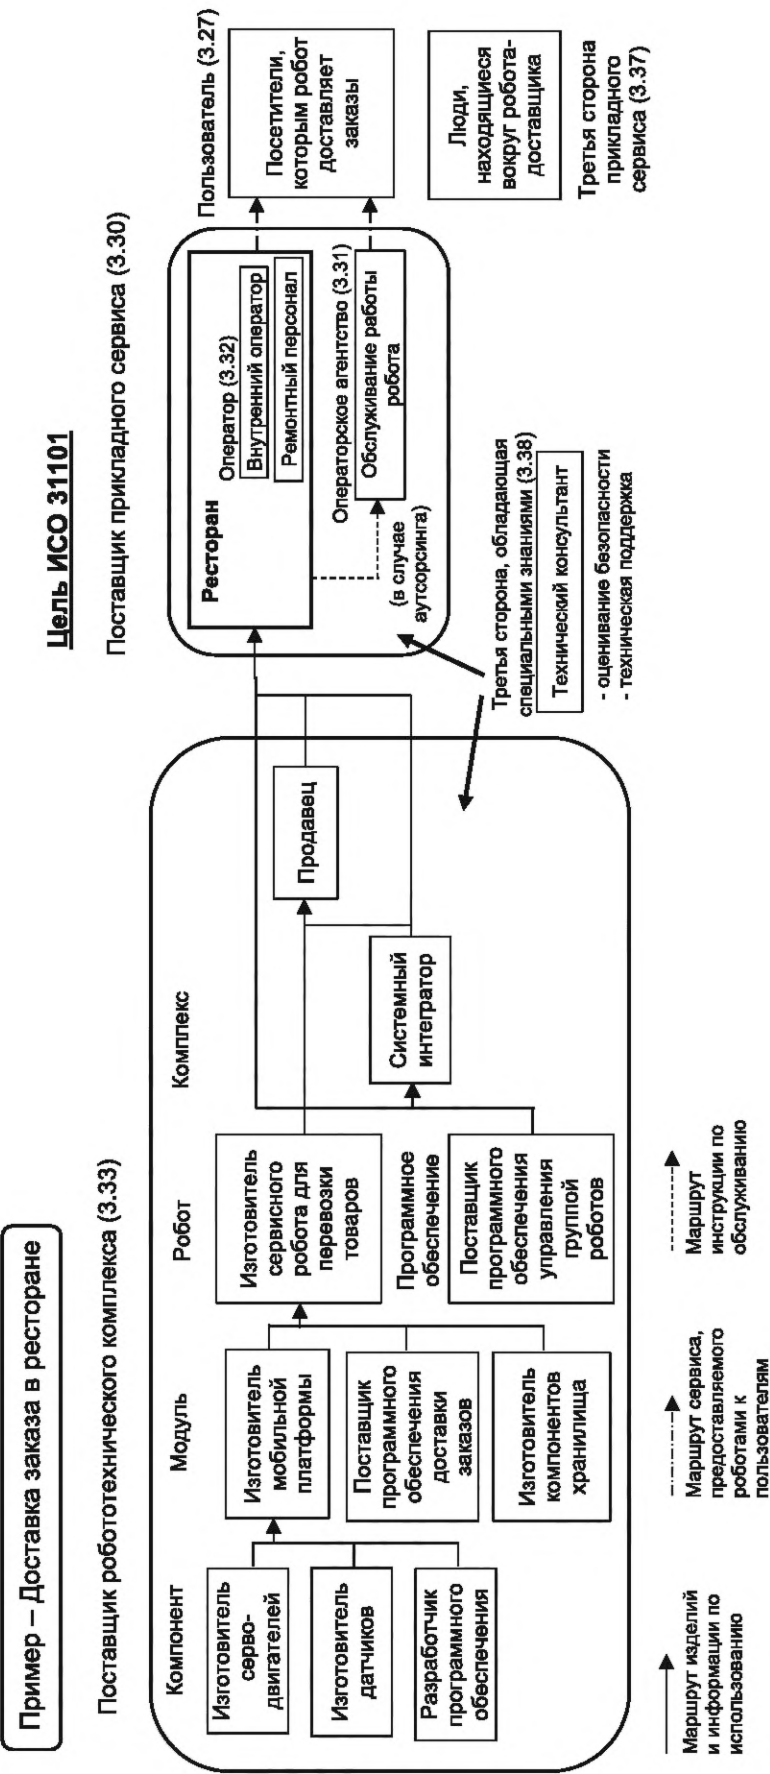 Пример – Доставка заказа в ресторане
Цель ИСО 31101
Поставщик робототехнического комплекса (3.33)
Компонент
Модуль
Робот
Комплекс
Изготовитель
серво-
двигателей
Изготовитель
датчиков
Разработчик
программного
обеспечения
Изготовитель
мобильной
платформы
Поставщик
программного
обеспечения
доставки
заказов
Изготовитель
компонентов
хранилища
Изготовитель
сервисного
робота для
перевозки
товаров
Программное
обеспечение
Поставщик
программного
обеспечения
управления
группой
роботов
Системный
интегратор
Продавец
Поставщик прикладного сервиса (3.30)
Ресторан
Оператор (3.32)
Внутренний оператор
Ремонтный персонал
Операторское агентство (3.31)
Обслуживание работы
робота
(в случае
аутсорсинга)
Пользователь (3.27)
Посетители,
которым робот
доставляет
заказы
Люди,
находящиеся
вокруг робота-
доставщика
Третья сторона
прикладного
сервиса (3.37)
Третья сторона, обладающая
специальными знаниями (3.38)
Технический консультант
- оценивание безопасности
- техническая поддержка
Маршрут изделий
и информации по
использованию
Маршрут сервиса,
предоставляемого
роботами к
пользователям
Маршрут
инструкции по
обслуживанию